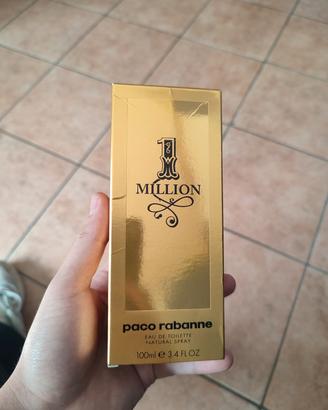 1
MILLION
paco rabanne
EAU DE TOILETTE
NATURAL SPRAY
100ml e 3.4 FL OZ